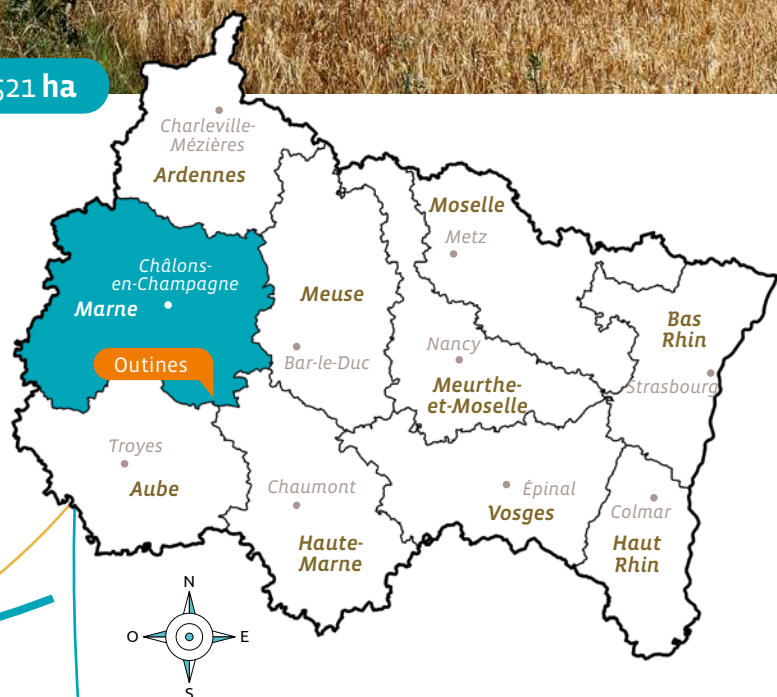 521 ha
Charleville-
Mézières
Ardennes
Moselle
Metz
Châlons-
en-Champagne
Marne
Meuse
Bas
Rhin
Outines
Nancy
Bar-le-Duc
Meurthe-
et-Moselle
Strasbourg
Troyes
Aube
Chaumont
Épinal
Vosges
Colmar
Haute-
Marne
Haut
Rhin
N
O
E
S